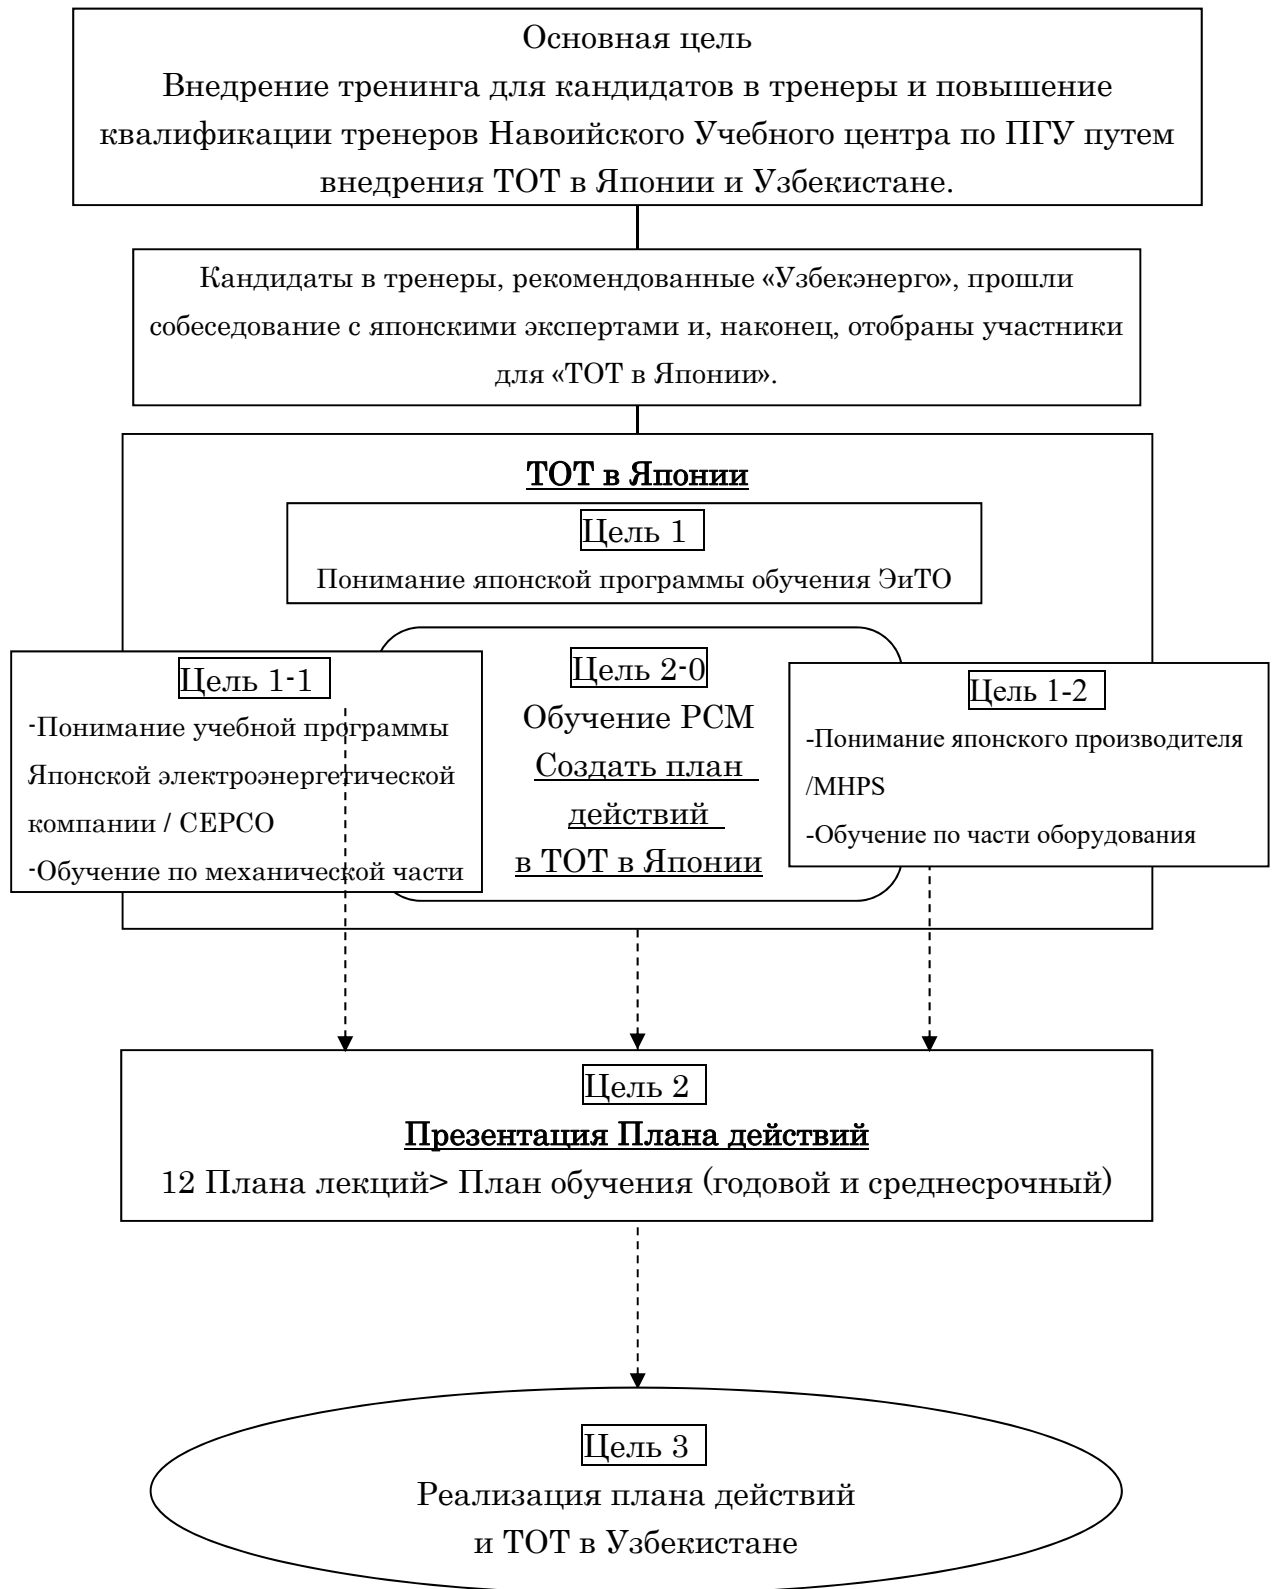 Основная цель
Внедрение тренинга для кандидатов в тренеры и повышение
квалификации тренеров Навоийского Учебного центра по ПГУ путем
внедрения ТОТ в Японии и Узбекистане.
Кандидаты в тренеры, рекомендованные «Узбекэнерго», прошли
собеседование с японскими экспертами и, наконец, отобраны участники
для «ТОТ в Японии».
ТОТ в Японии
Цель 1
Понимание японской программы обучения ЭиТО
Цель 1-1
-Понимание учебной программы
Японской электроэнергетической
компании / CEPCO
-Обучение по механической части
Цель 2-0
Обучение PCM
Создать план
действий
в ТОТ в Японии
Цель 1-2
-Понимание японского производителя
/MHPS
-Обучение по части оборудования
Цель 2
Презентация Плана действий
12 Плана лекций> План обучения (годовой и среднесрочный)
Цель 3
Реализация плана действий
и ТОТ в Узбекистане